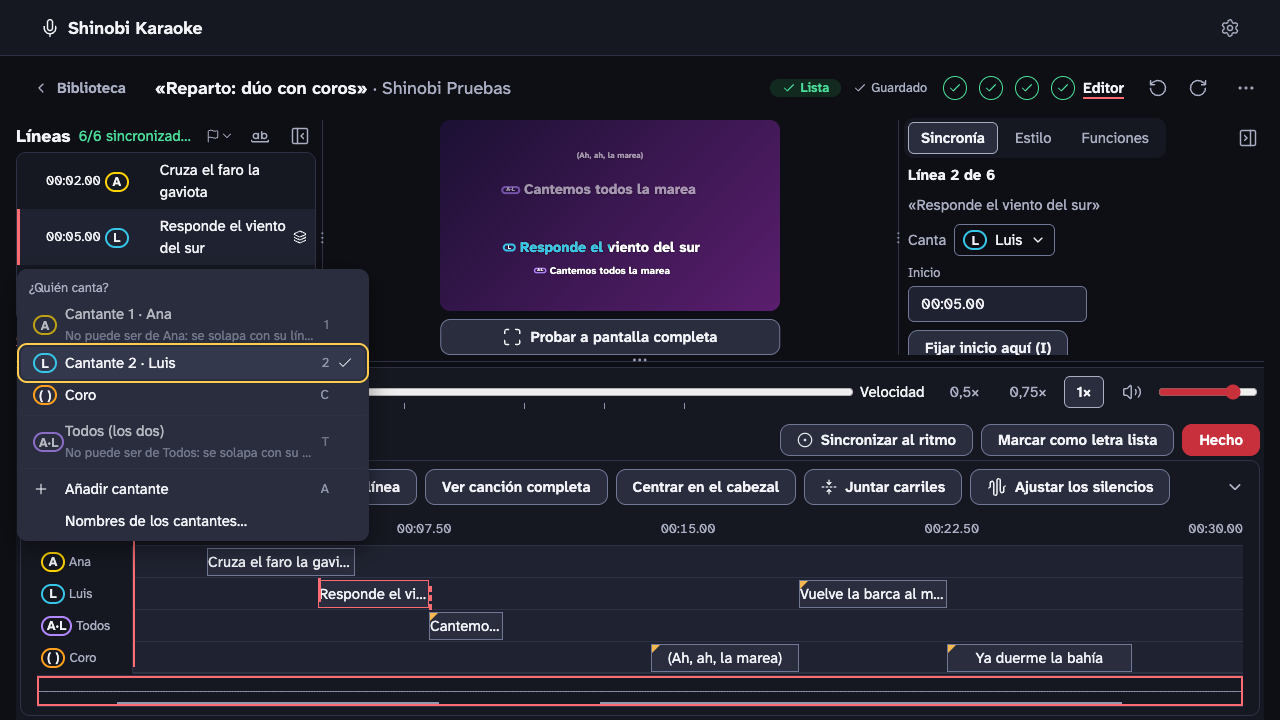 Shinobi Karaoke
Biblioteca
«Reparto: dúo con coros» · Shinobi Pruebas
Lista
Guardado
Editor
Líneas
6/6 sincronizad...
ab
00:02.00
A
Cruza el faro la gaviota
00:05.00
L
Responde el viento del sur
(Ah, ah, la marea)
A·L Cantemos todos la marea
L Responde el viento del sur
A·L Cantemos todos la marea
Probar a pantalla completa
Sincronía
Estilo
Funciones
Línea 2 de 6
«Responde el viento del sur»
Canta
L Luis
Inicio
00:05.00
Fijar inicio aquí (I)
¿Quién canta?
A Cantante 1 · Ana 1
No puede ser de Ana: se solapa con su lín...
L Cantante 2 · Luis 2
( ) Coro C
A·L Todos (los dos) T
No puede ser de Todos: se solapa con su ...
Añadir cantante A
Nombres de los cantantes...
Velocidad
0,5×
0,75×
1×
Sincronizar al ritmo
Marcar como letra lista
Hecho
línea
Ver canción completa
Centrar en el cabezal
Juntar carriles
Ajustar los silencios
00:07.50
00:15.00
00:22.50
00:30.00
A Ana
Cruza el faro la gavi...
L Luis
Responde el vi...
Vuelve la barca al m...
A·L Todos
Cantemo...
( ) Coro
(Ah, ah, la marea)
Ya duerme la bahía